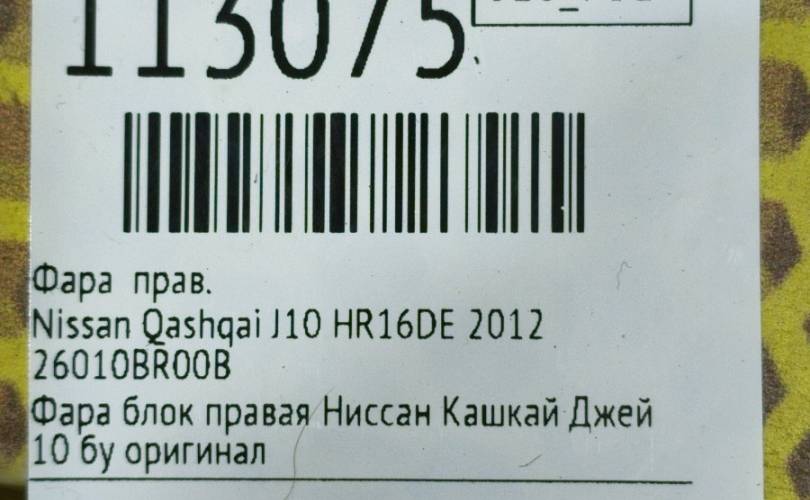 113075
Фара прав.
Nissan Qashqai J10 HR16DE 2012
26010BR00B
Фара блок правая Ниссан Кашкай Джей
10 бу оригинал